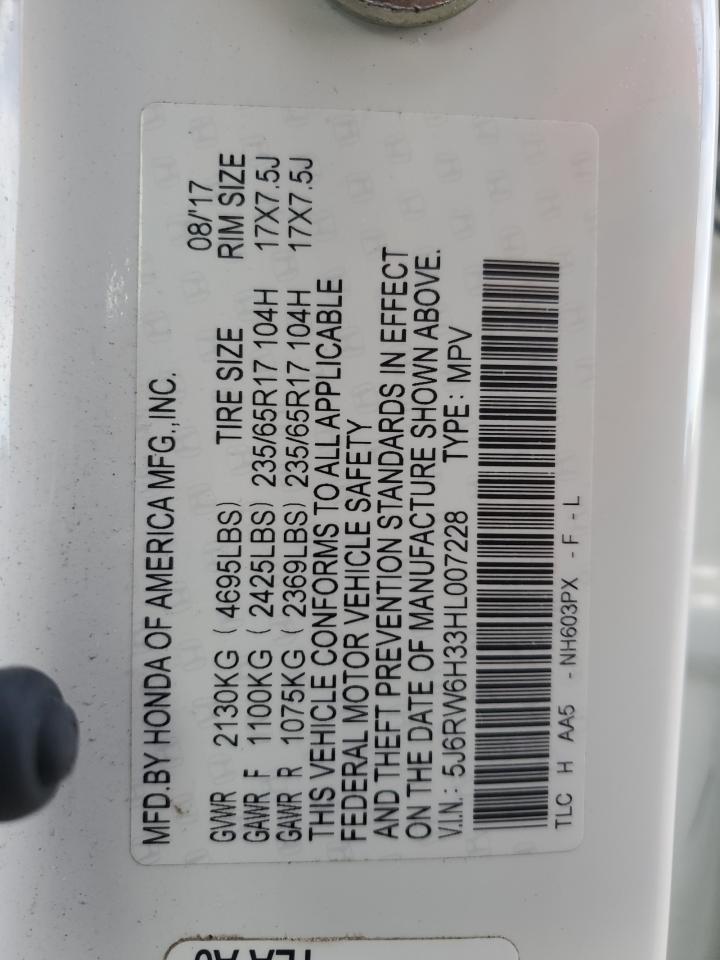 MFD.BY HONDA OF AMERICA MFG.,INC. 08/'17
GVWR 2130KG ( 4695LBS) TIRE SIZE RIM SIZE
GAWR F 1100KG ( 2425LBS) 235/65R17 104H 17X7.5J
GAWR R 1075KG ( 2369LBS) 235/65R17 104H 17X7.5J
THIS VEHICLE CONFORMS TO ALL APPLICABLE
FEDERAL MOTOR VEHICLE SAFETY
AND THEFT PREVENTION STANDARDS IN EFFECT
ON THE DATE OF MANUFACTURE SHOWN ABOVE.
V.I.N.: 5J6RW6H33HL007228 TYPE: MPV
TLC H AA5 -NH603PX -F -L